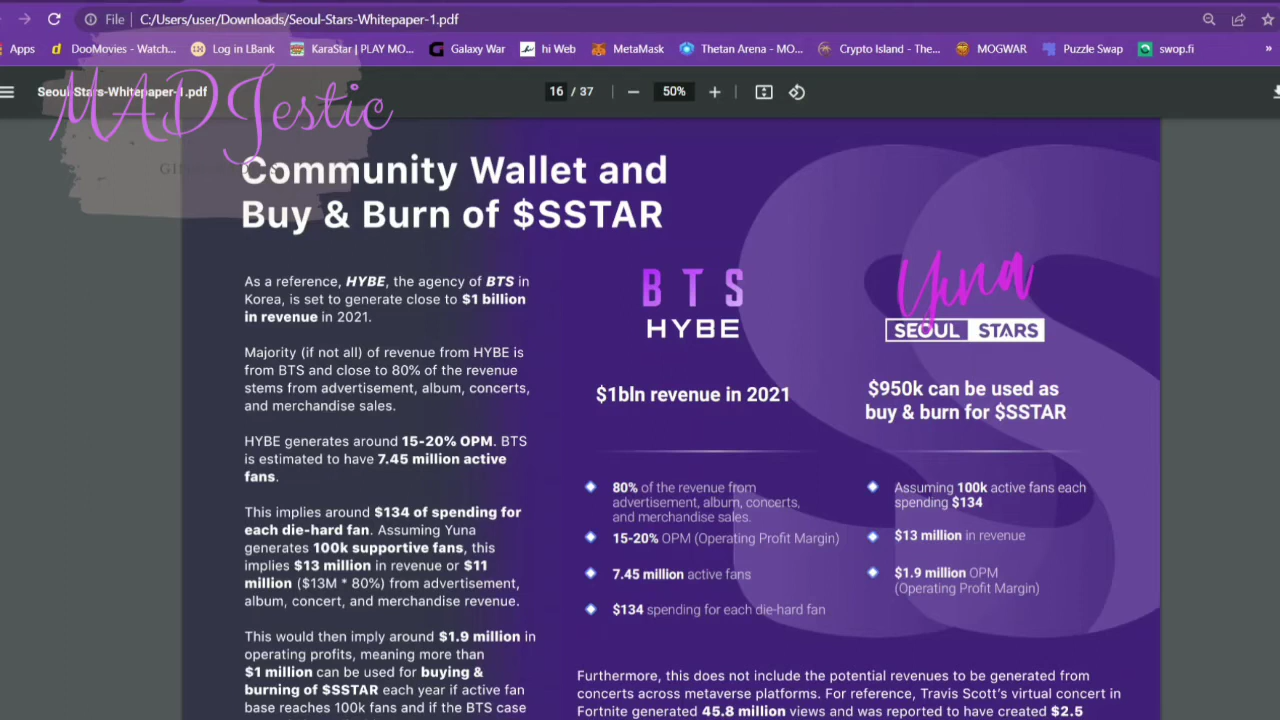 File C:/Users/user/Downloads/Seoul-Stars-Whitepaper-1.pdf
Apps DooMovies - Watch... Log in LBank KaraStar | PLAY MO... Galaxy War hi Web MetaMask Thetan Arena - MO... Crypto Island - The... MOGWAR Puzzle Swap swop.fi »
Seoul-Stars-Whitepaper-1.pdf 16 / 37 50%
MADJestic
Community Wallet and
Buy & Burn of $SSTAR
As a reference, HYBE, the agency of BTS in
Korea, is set to generate close to $1 billion
in revenue in 2021.
Majority (if not all) of revenue from HYBE is
from BTS and close to 80% of the revenue
stems from advertisement, album, concerts,
and merchandise sales.
HYBE generates around 15-20% OPM. BTS
is estimated to have 7.45 million active
fans.
This implies around $134 of spending for
each die-hard fan. Assuming Yuna
generates 100k supportive fans, this
implies $13 million in revenue or $11
million ($13M * 80%) from advertisement,
album, concert, and merchandise revenue.
This would then imply around $1.9 million in
operating profits, meaning more than
$1 million can be used for buying &
burning of $SSTAR each year if active fan
base reaches 100k fans and if the BTS case
BTS
HYBE
$1bln revenue in 2021
80% of the revenue from
advertisement, album, concerts,
and merchandise sales.
15-20% OPM (Operating Profit Margin)
7.45 million active fans
$134 spending for each die-hard fan
Yuna
SEOUL STARS
$950k can be used as
buy & burn for $SSTAR
Assuming 100k active fans each
spending $134
$13 million in revenue
$1.9 million OPM
(Operating Profit Margin)
Furthermore, this does not include the potential revenues to be generated from
concerts across metaverse platforms. For reference, Travis Scott's virtual concert in
Fortnite generated 45.8 million views and was reported to have created $2.5